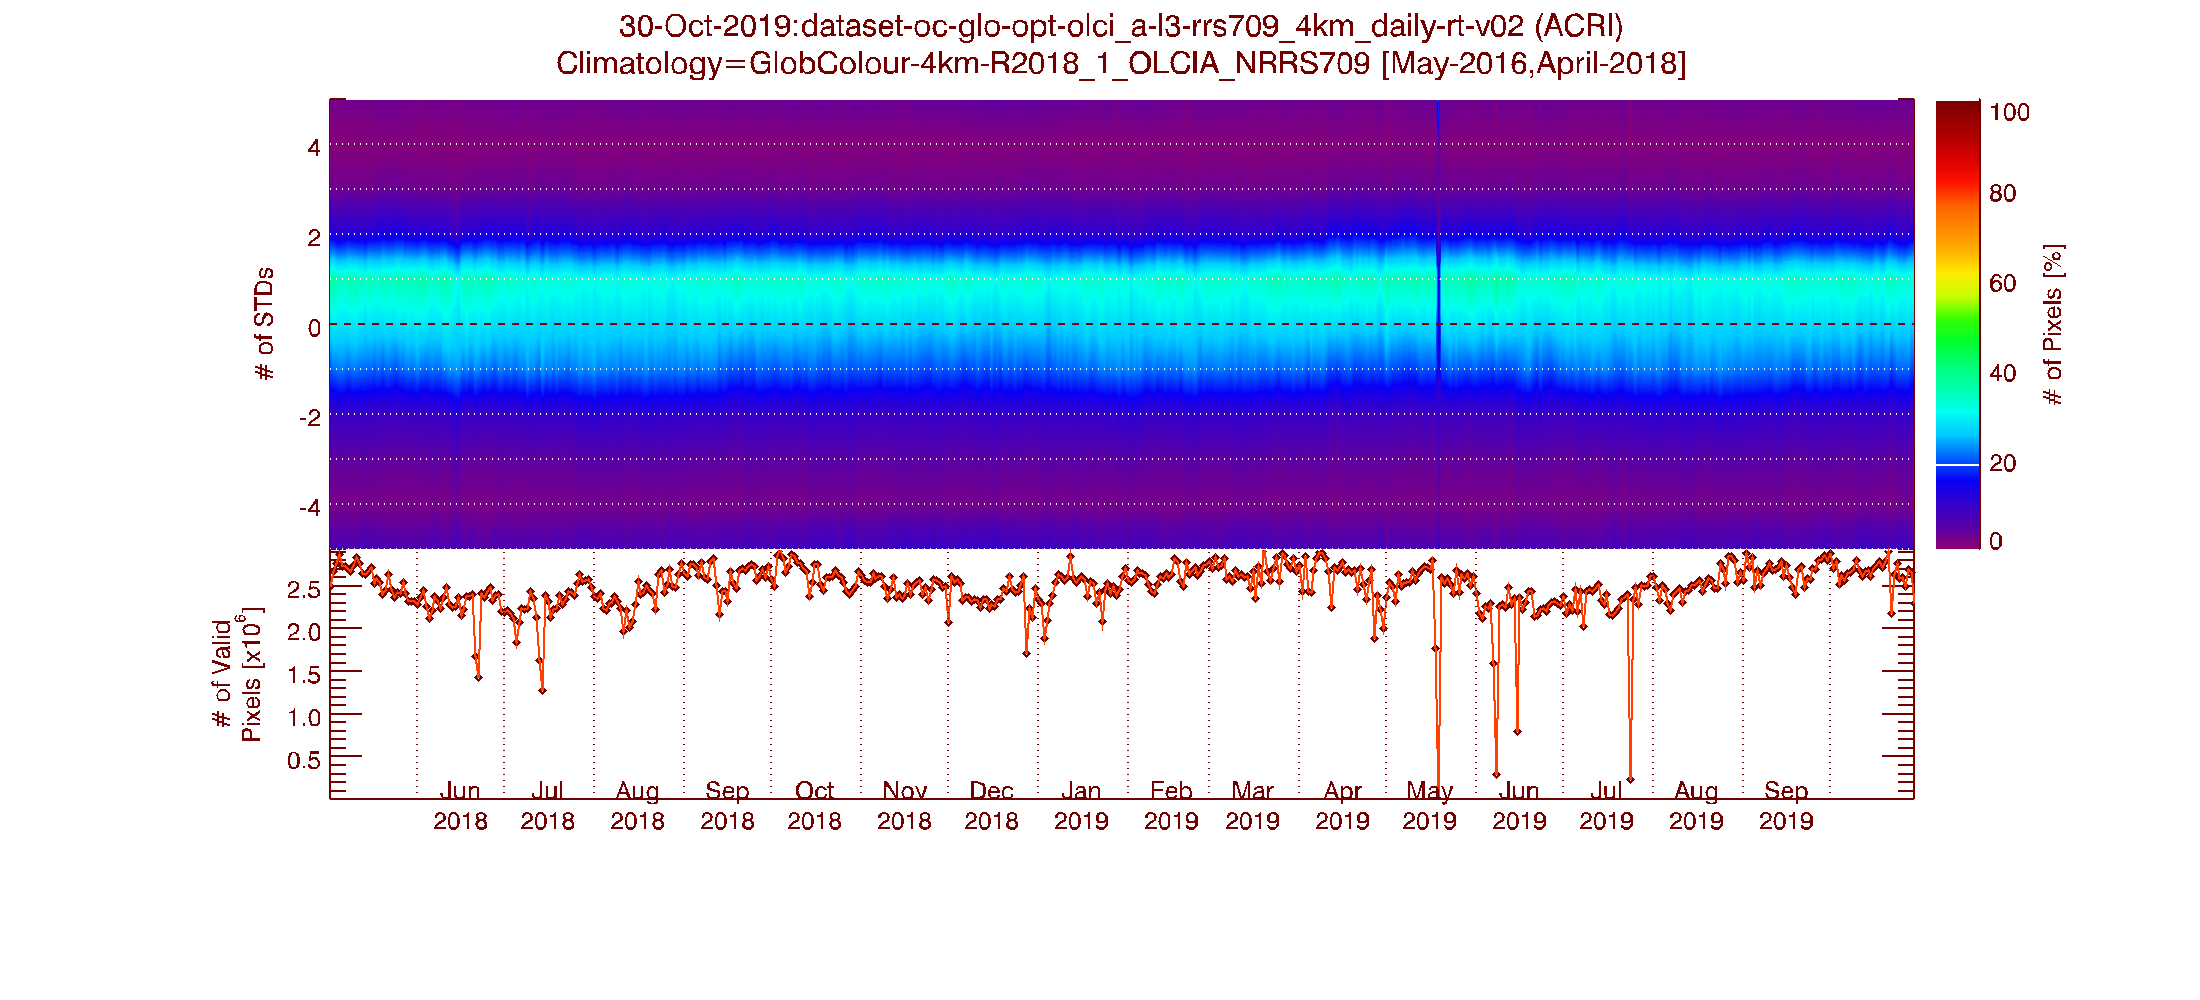 30-Oct-2019:dataset-oc-glo-opt-olci_a-l3-rrs709_4km_daily-rt-v02 (ACRI)
Climatology=GlobColour-4km-R2018_1_OLCIA_NRRS709 [May-2016,April-2018]
# of STDs
4
2
0
-2
-4
100
80
60
40
20
0
# of Pixels [%]
# of Valid
Pixels [x10⁶]
2.5
2.0
1.5
1.0
0.5
Jun Jul Aug Sep Oct Nov Dec Jan Feb Mar Apr May Jun Jul Aug Sep
2018 2018 2018 2018 2018 2018 2018 2019 2019 2019 2019 2019 2019 2019 2019 2019